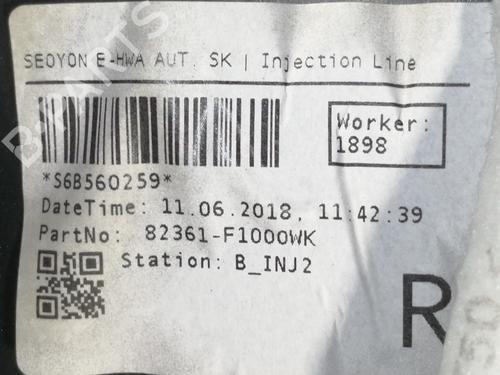 SEOYON E-HWA AUT. SK | Injection Line
Worker:
1898
*S6B560259*
DateTime: 11.06.2018, 11:42:39
PartNo: 82361-F1000WK
Station: B_INJ2
R
B-PARTS